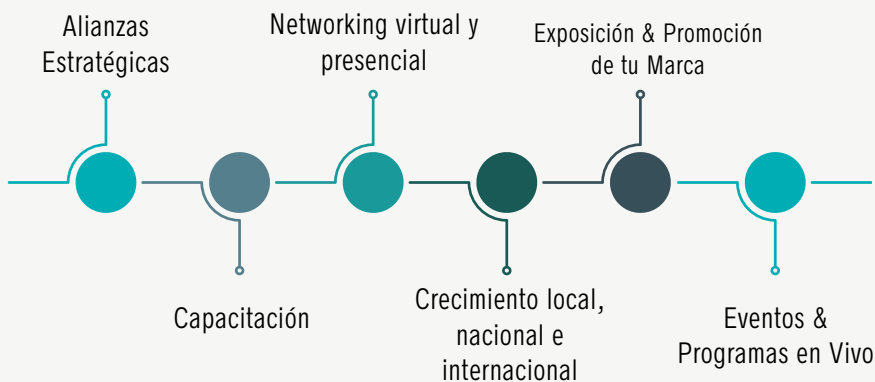 Alianzas
Estratégicas
Capacitación
Networking virtual y
presencial
Crecimiento local,
nacional e
internacional
Exposición & Promoción
de tu Marca
Eventos &
Programas en Vivo